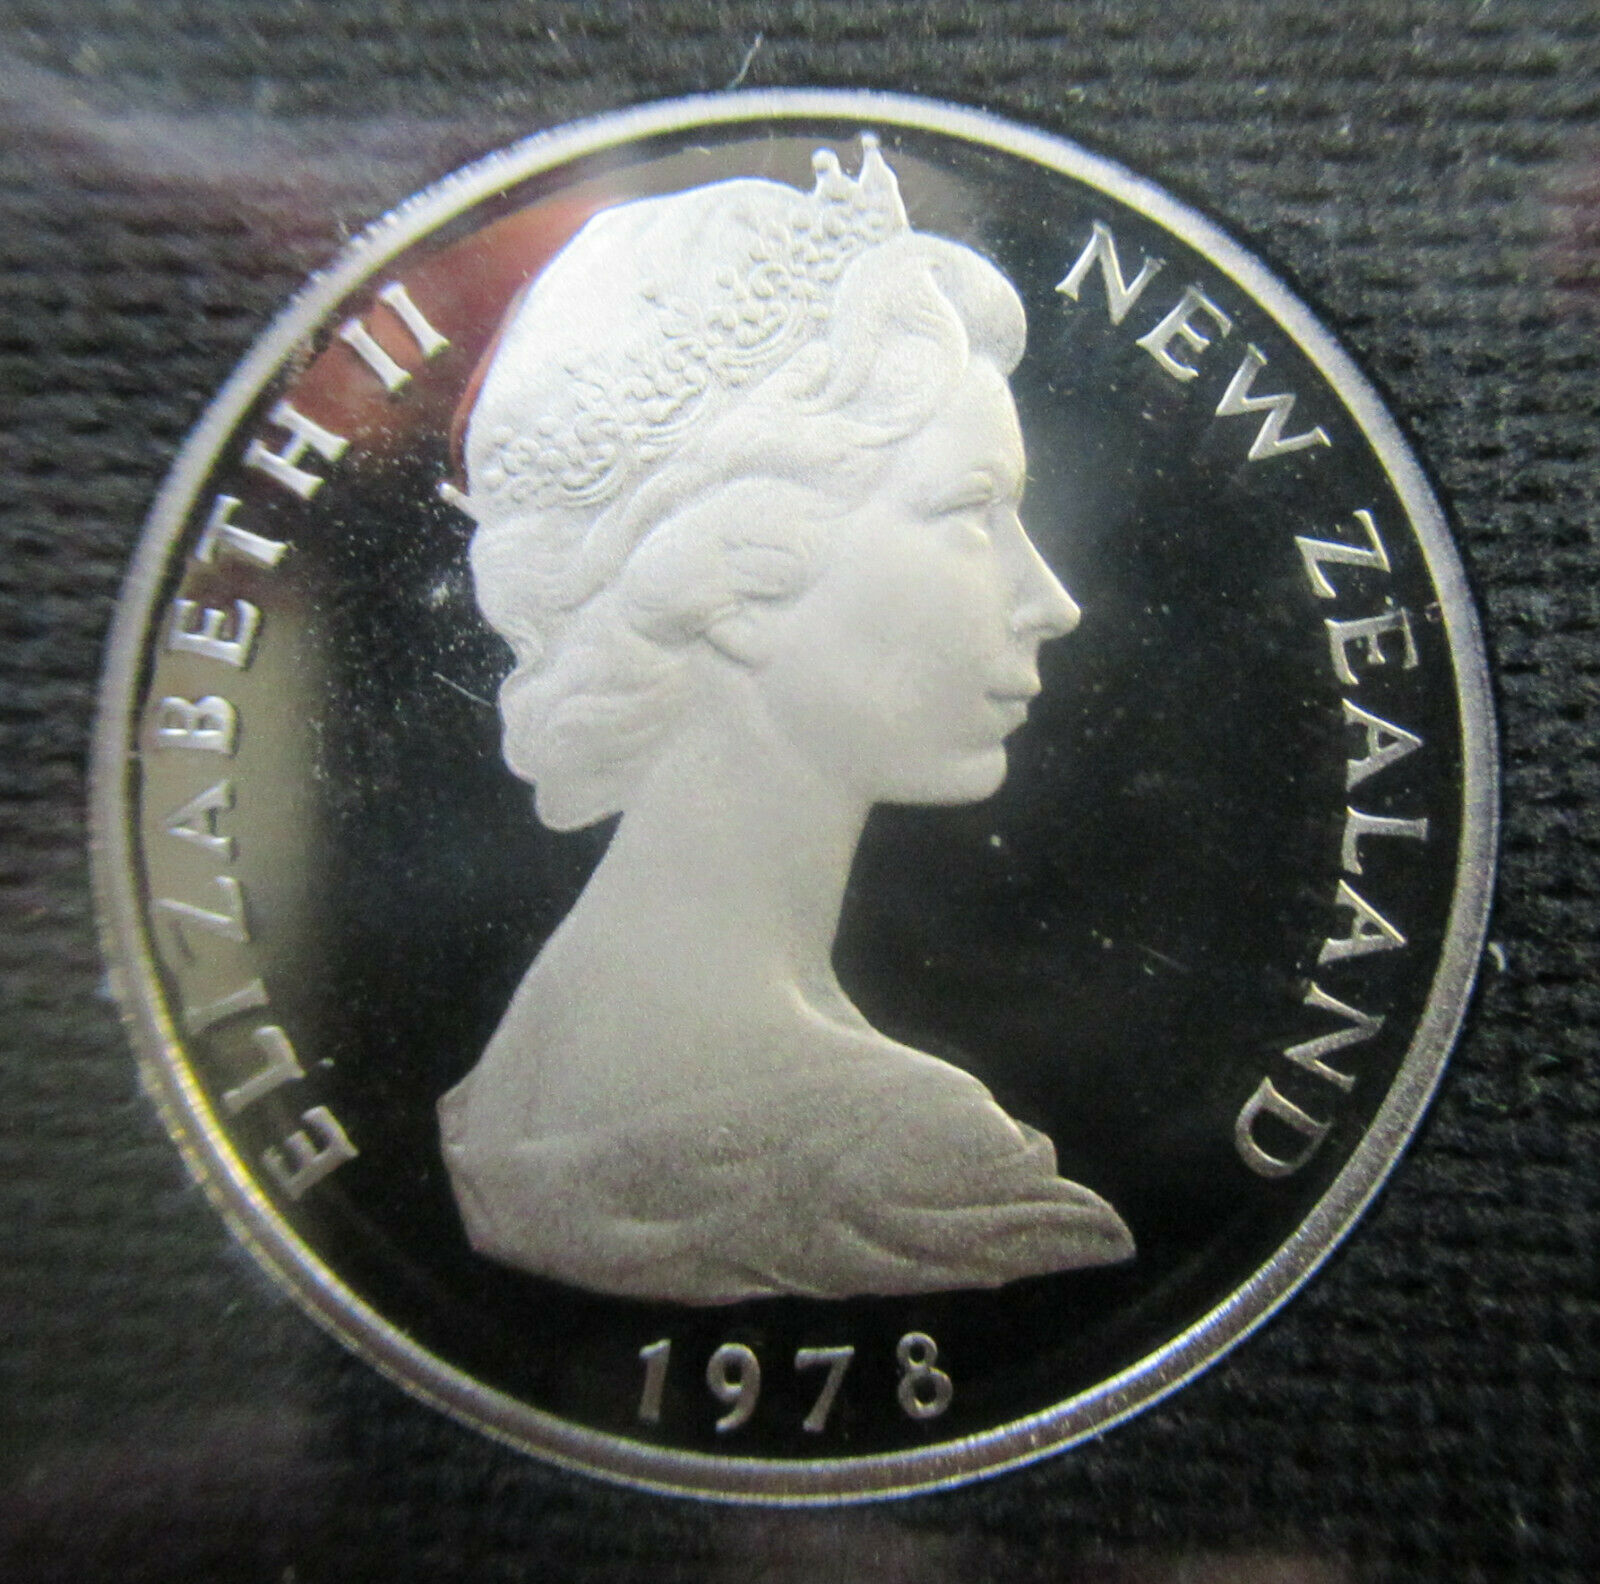 ELIZABETH II
NEW ZEALAND
1978